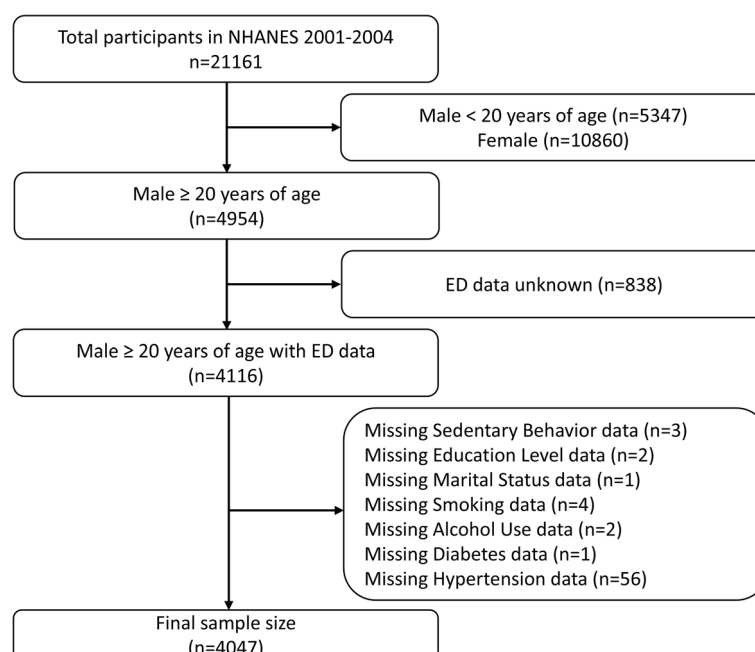 Total participants in NHANES 2001-2004
n=21161
Male < 20 years of age (n=5347)
Female (n=10860)
Male ≥ 20 years of age
(n=4954)
ED data unknown (n=838)
Male ≥ 20 years of age with ED data
(n=4116)
Missing Sedentary Behavior data (n=3)
Missing Education Level data (n=2)
Missing Marital Status data (n=1)
Missing Smoking data (n=4)
Missing Alcohol Use data (n=2)
Missing Diabetes data (n=1)
Missing Hypertension data (n=56)
Final sample size
(n=4047)